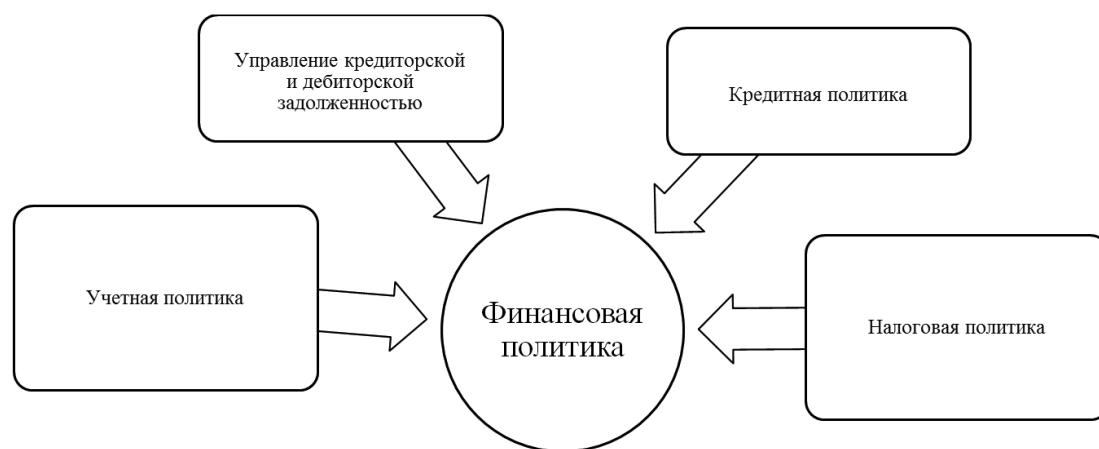 Управление кредиторской
и дебиторской
задолженностью
Кредитная политика
Учетная политика
Финансовая
политика
Налоговая политика